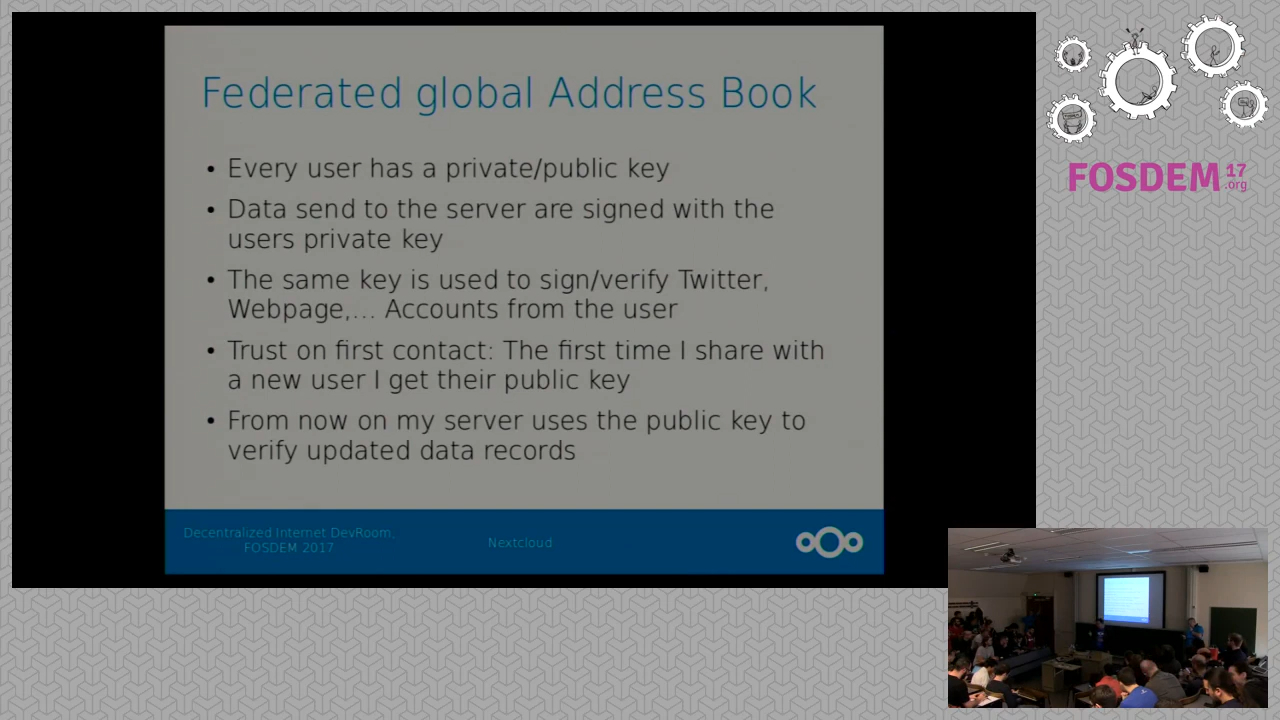 Federated global Address Book
• Every user has a private/public key
• Data send to the server are signed with the
users private key
• The same key is used to sign/verify Twitter,
Webpage,... Accounts from the user
• Trust on first contact: The first time I share with
a new user I get their public key
• From now on my server uses the public key to
verify updated data records
Decentralized Internet DevRoom,
FOSDEM 2017
Nextcloud
FOSDEM 17
.org